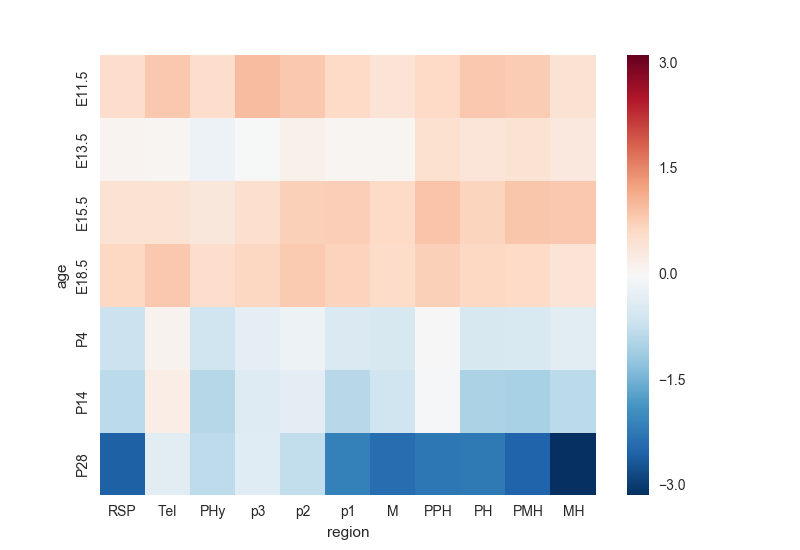 age
E11.5
E13.5
E15.5
E18.5
P4
P14
P28
RSP Tel PHy p3 p2 p1 M PPH PH PMH MH
region
3.0
1.5
0.0
−1.5
−3.0